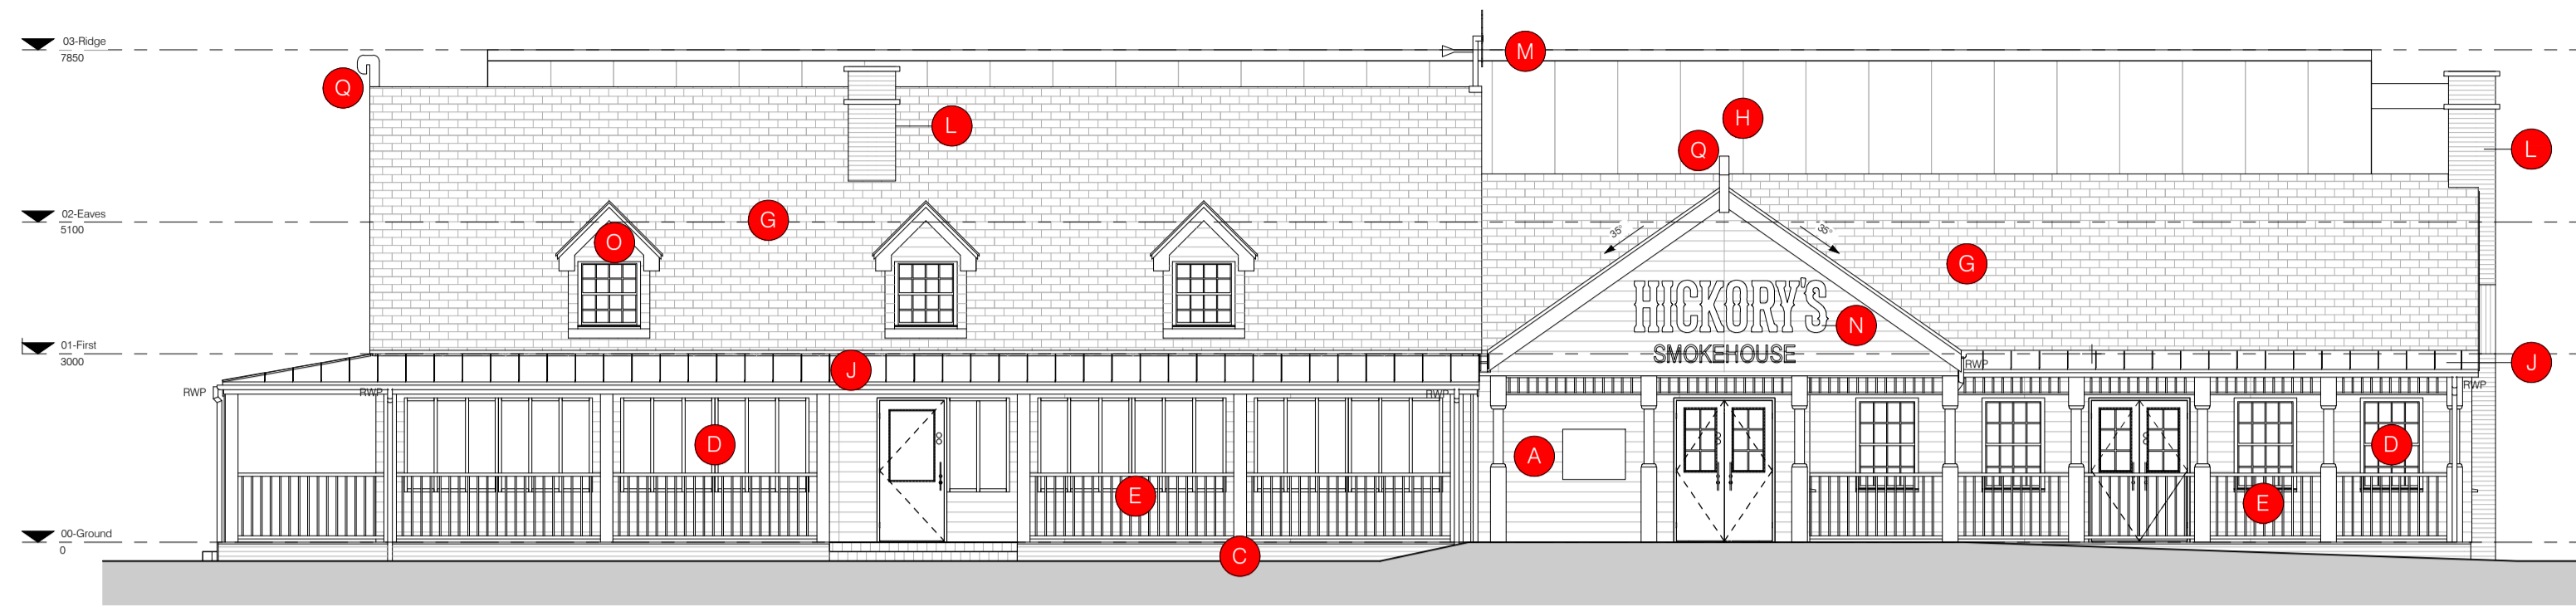 03-Ridge
7850
M
Q
H
L
Q
L
02-Eaves
5100
G
O
35°
35°
G
HICKORY'S
N
SMOKEHOUSE
01-First
3000
J
RWP
J
RWP
RWP
RWP
RWP
D
A
D
E
E
00-Ground
0
C